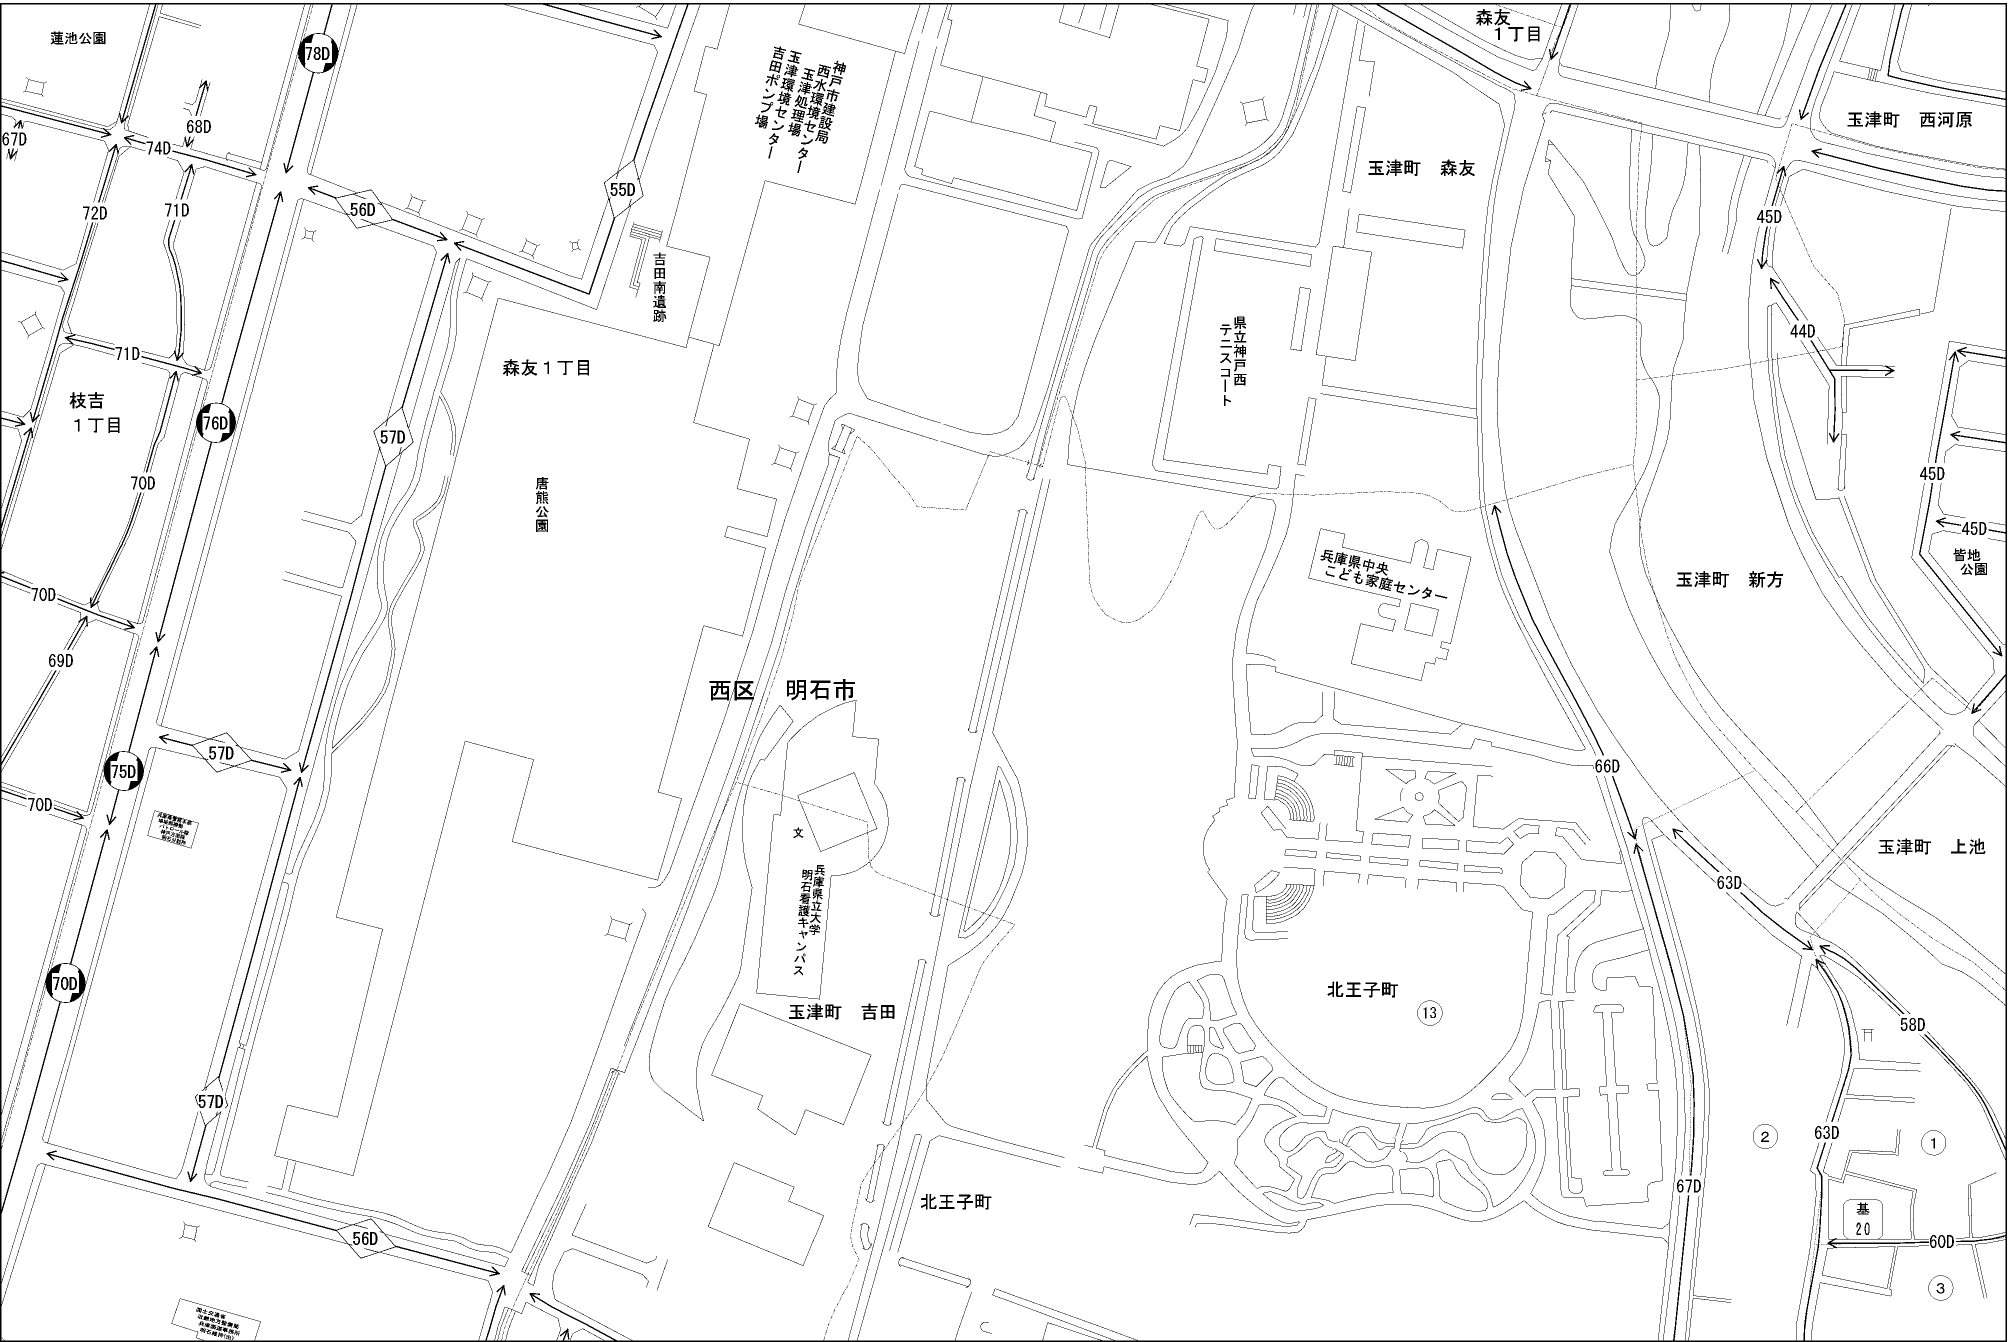 蓮池公園
78D
神戸市建設局
西水環境センター
玉津処理場
玉津環境センター
吉田ポンプ場
森友
1丁目
玉津町　西河原
67D
68D
74D
72D
71D
56D
55D
玉津町　森友
45D
吉田南遺跡
県立神戸西
テニスコート
44D
71D
枝吉
1丁目
76D
森友1丁目
57D
70D
唐熊公園
45D
45D
皆地
公園
兵庫県中央
こども家庭センター
玉津町　新方
70D
69D
西区　明石市
57D
75D
70D
66D
文
兵庫県立大学
明石看護キャンパス
玉津町　上池
63D
70D
玉津町　吉田
北王子町
13
58D
57D
2
63D
1
67D
北王子町
基
20
56D
60D
3